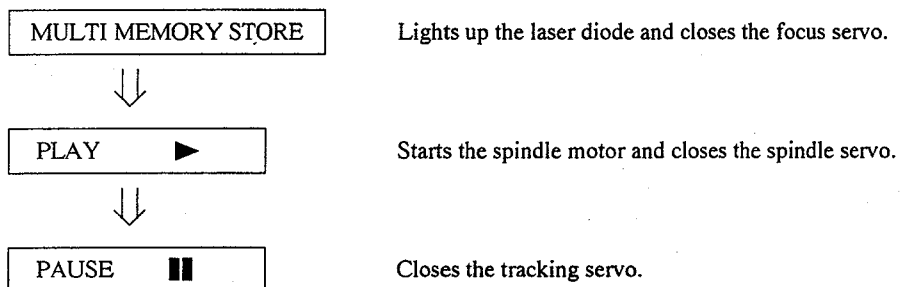 MULTI MEMORY STORE Lights up the laser diode and closes the focus servo.
PLAY ► Starts the spindle motor and closes the spindle servo.
PAUSE ▮▮ Closes the tracking servo.